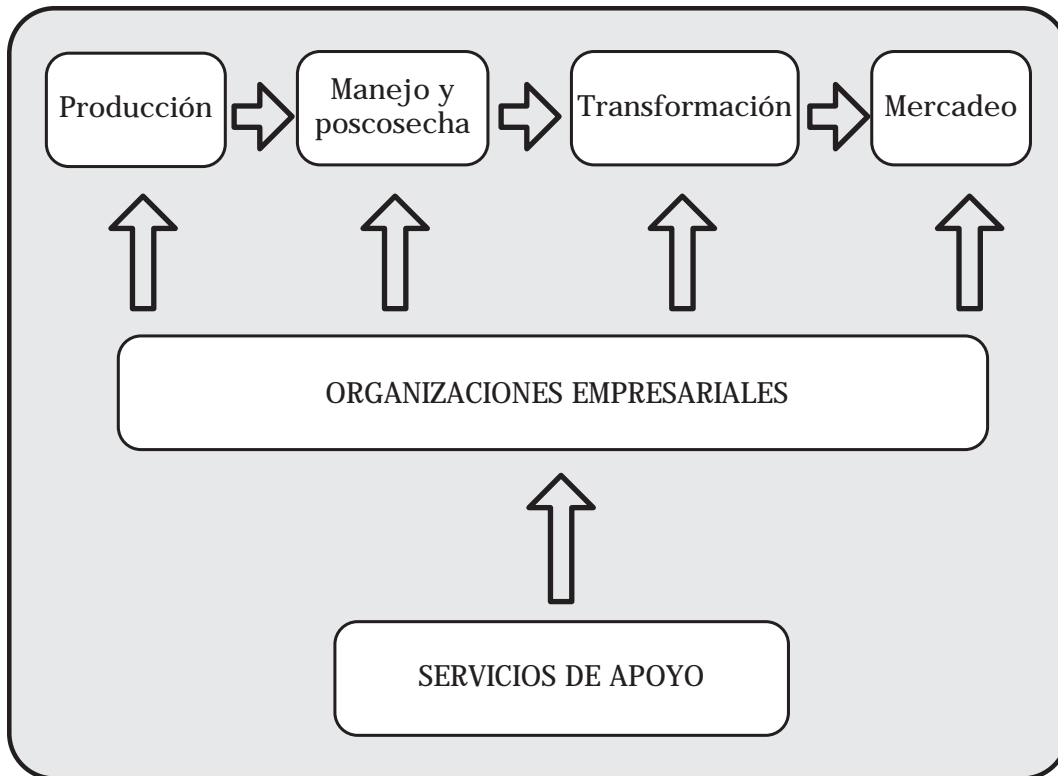 Producción
Manejo y
poscosecha
Transformación
Mercadeo
ORGANIZACIONES EMPRESARIALES
SERVICIOS DE APOYO